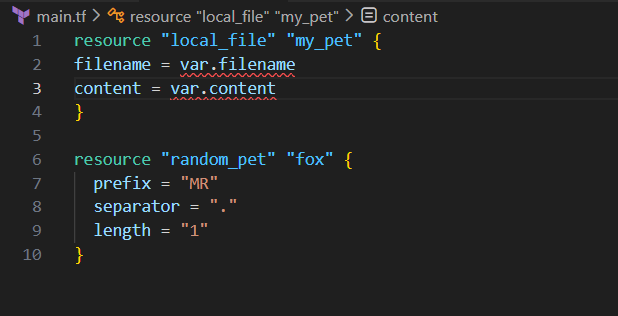 main.tf > resource "local_file" "my_pet" > content
1 resource "local_file" "my_pet" {
2 filename = var.filename
3 content = var.content
4 }
5
6 resource "random_pet" "fox" {
7   prefix = "MR"
8   separator = "."
9   length = "1"
10 }